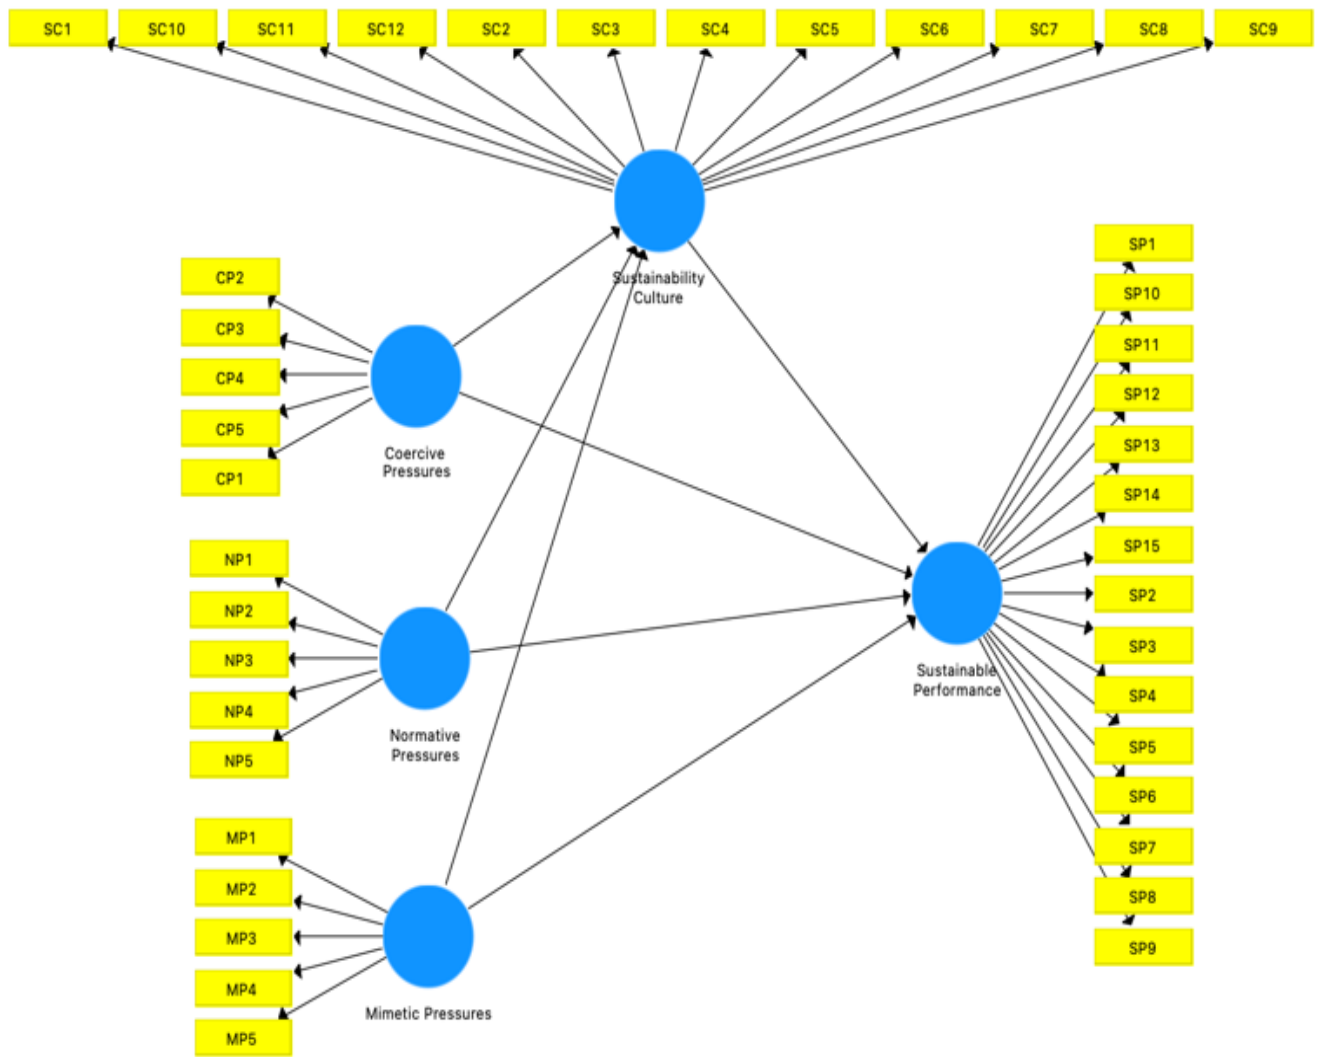 SC1 SC10 SC11 SC12 SC2 SC3 SC4 SC5 SC6 SC7 SC8 SC9
Sustainability
Culture
CP2
CP3
CP4
CP5
CP1
Coercive
Pressures
NP1
NP2
NP3
NP4
NP5
Normative
Pressures
MP1
MP2
MP3
MP4
MP5
Mimetic Pressures
Sustainable
Performance
SP1
SP10
SP11
SP12
SP13
SP14
SP15
SP2
SP3
SP4
SP5
SP6
SP7
SP8
SP9